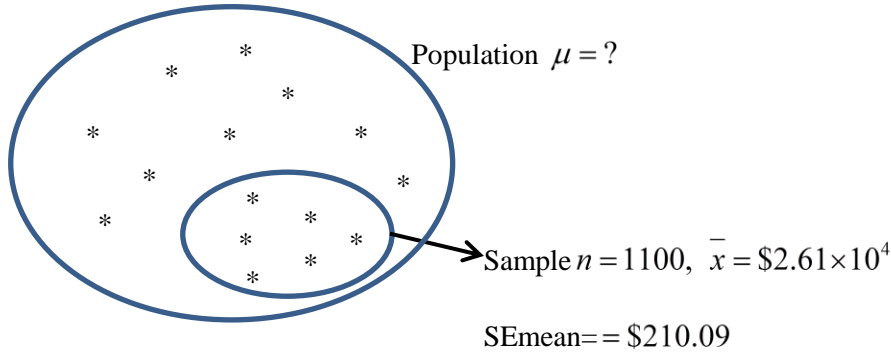 Population μ = ?
Sample n = 1100, x̄ = $2.61×10⁴
SEmean== $210.09